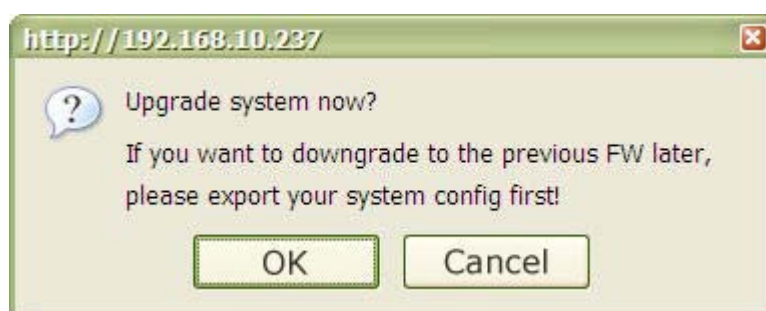 http://192.168.10.237
Upgrade system now?
If you want to downgrade to the previous FW later,
please export your system config first!
OK Cancel